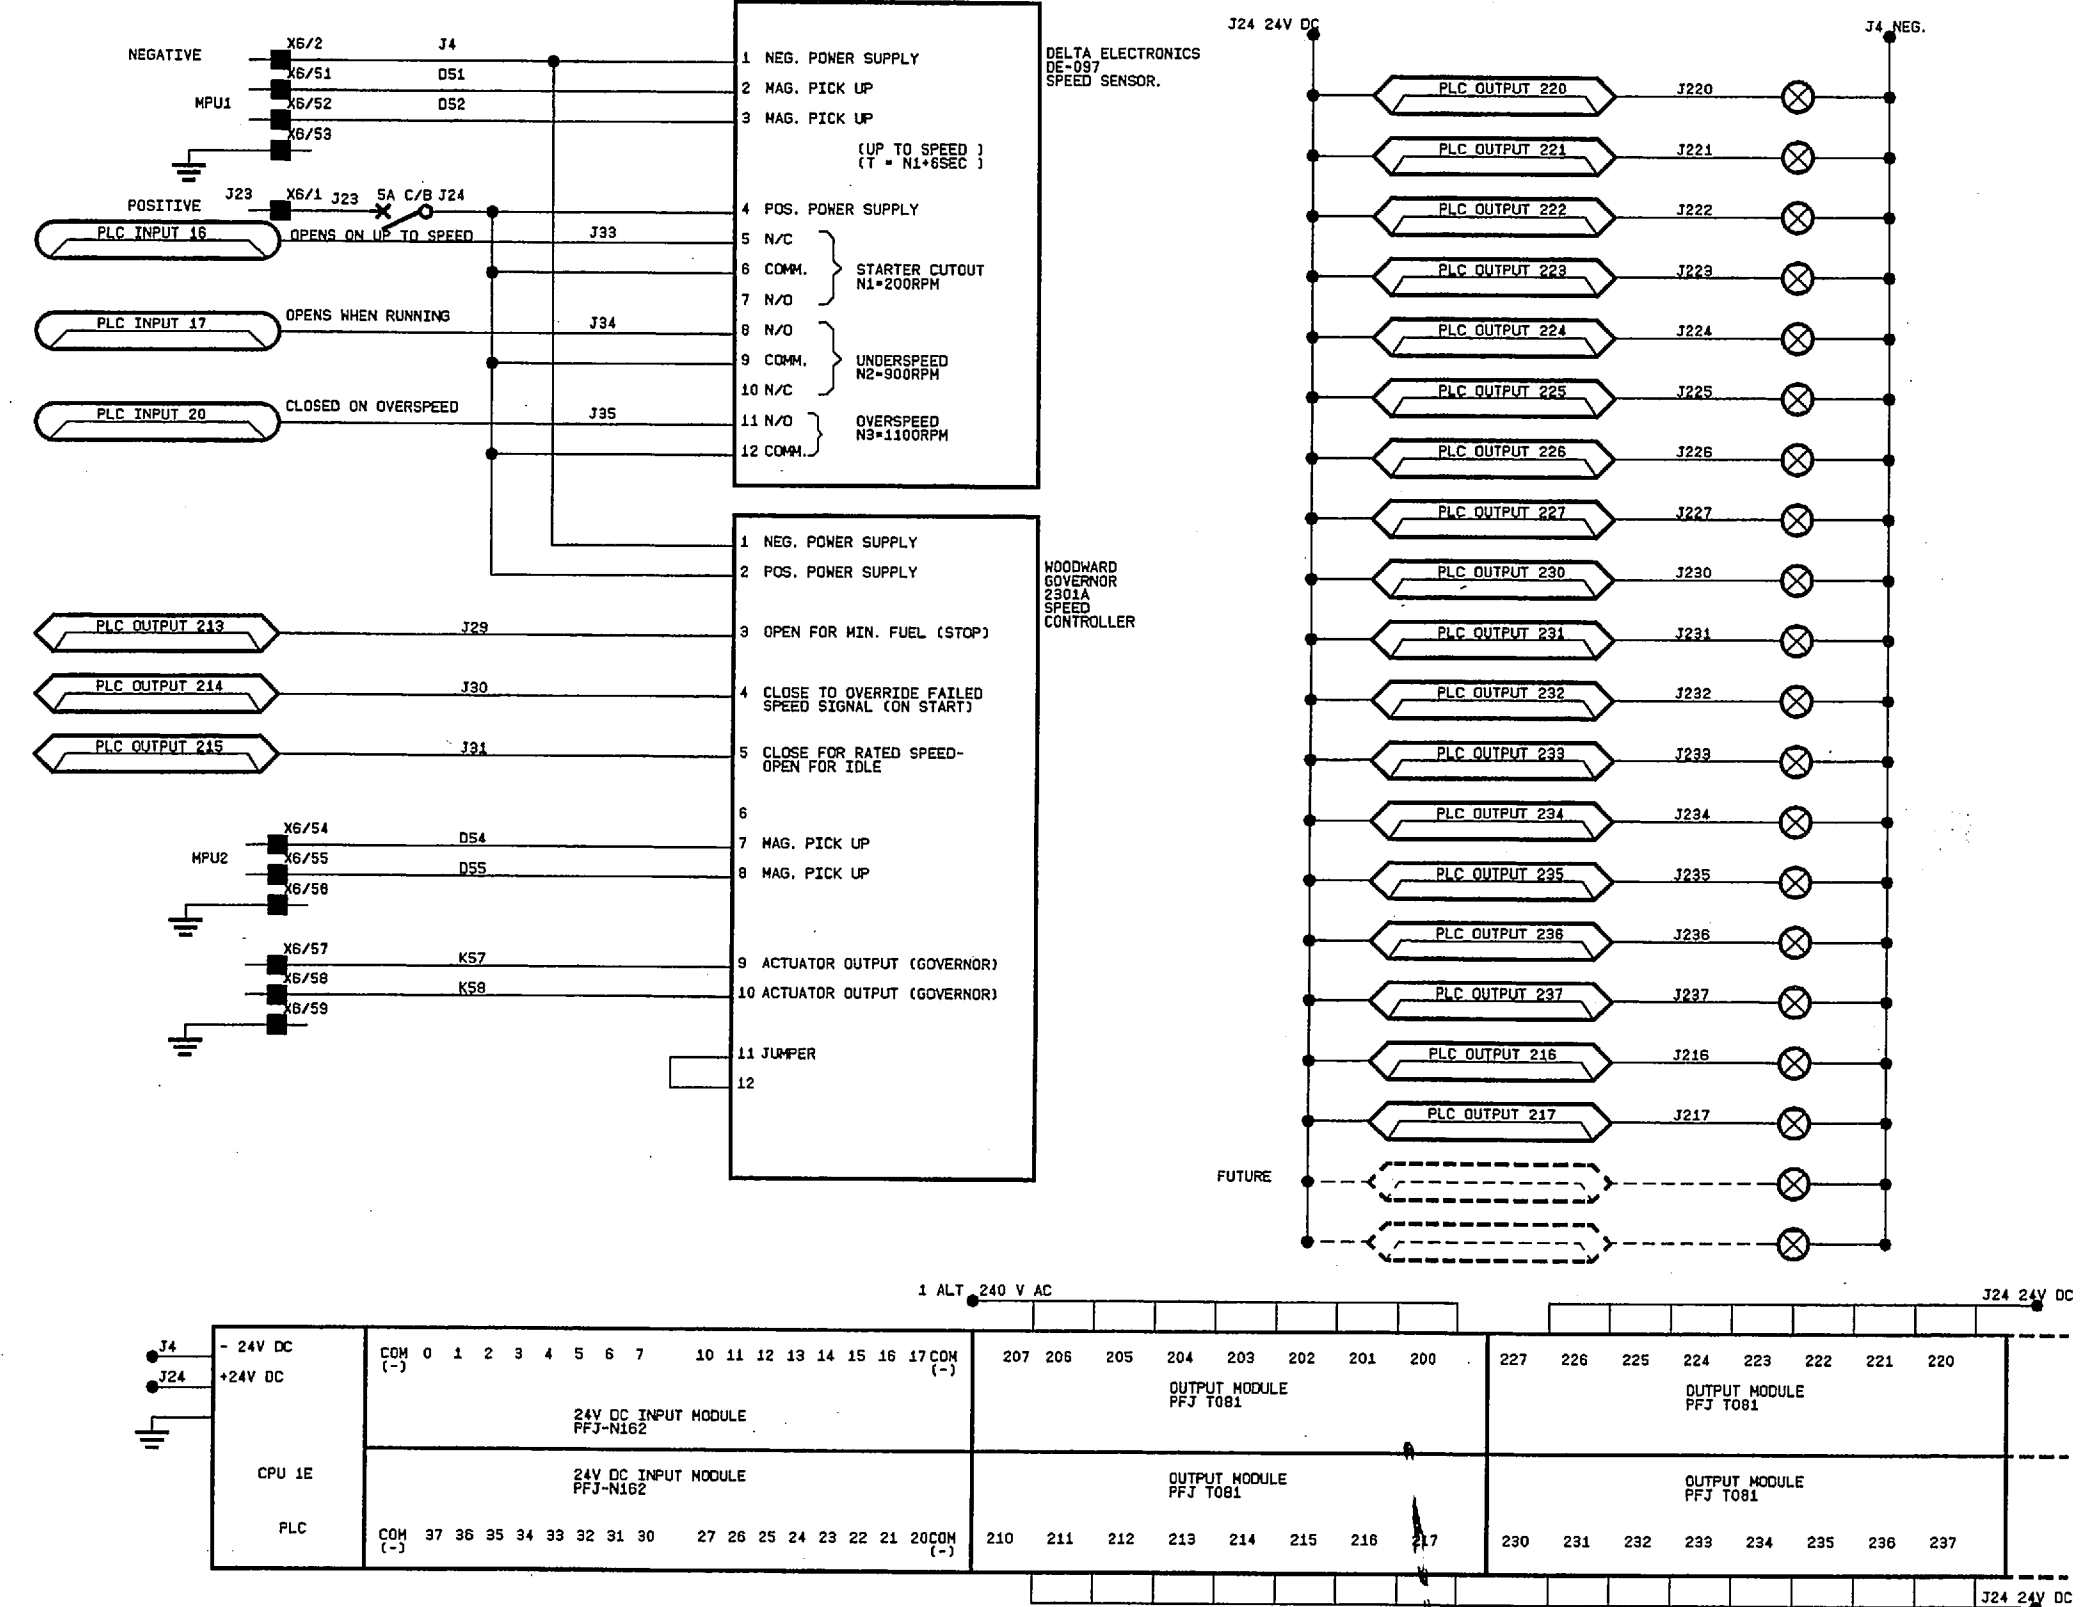 NEGATIVE
X6/2
J4
X6/51
D51
MPU1
X6/52
D52
X6/53
J23
X6/1
J23
5A C/B
J24
POSITIVE
PLC INPUT 16
OPENS ON UP TO SPEED
J33
PLC INPUT 17
OPENS WHEN RUNNING
J34
PLC INPUT 20
CLOSED ON OVERSPEED
J35
1 NEG. POWER SUPPLY
2 MAG. PICK UP
3 MAG. PICK UP
(UP TO SPEED )
(T = N1+6SEC )
4 POS. POWER SUPPLY
5 N/C
6 COMM.
7 N/O
STARTER CUTOUT
N1=200RPM
8 N/O
9 COMM.
10 N/C
UNDERSPEED
N2=900RPM
11 N/O
12 COMM.
OVERSPEED
N3=1100RPM
DELTA ELECTRONICS
DE-097
SPEED SENSOR.
1 NEG. POWER SUPPLY
2 POS. POWER SUPPLY
WOODWARD
GOVERNOR
2301A
SPEED
CONTROLLER
PLC OUTPUT 213
J29
3 OPEN FOR MIN. FUEL (STOP)
PLC OUTPUT 214
J30
4 CLOSE TO OVERRIDE FAILED
SPEED SIGNAL (ON START)
PLC OUTPUT 215
J31
5 CLOSE FOR RATED SPEED-
OPEN FOR IDLE
6
X6/54
D54
7 MAG. PICK UP
MPU2
X6/55
D55
8 MAG. PICK UP
X6/56
X6/57
K57
9 ACTUATOR OUTPUT (GOVERNOR)
X6/58
K58
10 ACTUATOR OUTPUT (GOVERNOR)
X6/59
11 JUMPER
12
J24 24V DC
J4 NEG.
PLC OUTPUT 220
J220
PLC OUTPUT 221
J221
PLC OUTPUT 222
J222
PLC OUTPUT 223
J223
PLC OUTPUT 224
J224
PLC OUTPUT 225
J225
PLC OUTPUT 226
J226
PLC OUTPUT 227
J227
PLC OUTPUT 230
J230
PLC OUTPUT 231
J231
PLC OUTPUT 232
J232
PLC OUTPUT 233
J233
PLC OUTPUT 234
J234
PLC OUTPUT 235
J235
PLC OUTPUT 236
J236
PLC OUTPUT 237
J237
PLC OUTPUT 216
J216
PLC OUTPUT 217
J217
FUTURE
1 ALT 240 V AC
J24 24V DC
J4
- 24V DC
J24
+24V DC
CPU 1E
PLC
COM 0 1 2 3 4 5 6 7 10 11 12 13 14 15 16 17 COM
(-) (-)
24V DC INPUT MODULE
PFJ-N162
24V DC INPUT MODULE
PFJ-N162
COM 37 36 35 34 33 32 31 30 27 26 25 24 23 22 21 20 COM
(-) (-)
207 206 205 204 203 202 201 200
OUTPUT MODULE
PFJ T081
OUTPUT MODULE
PFJ T081
210 211 212 213 214 215 216 217
227 226 225 224 223 222 221 220
OUTPUT MODULE
PFJ T081
OUTPUT MODULE
PFJ T081
230 231 232 233 234 235 236 237
J24 24V DC